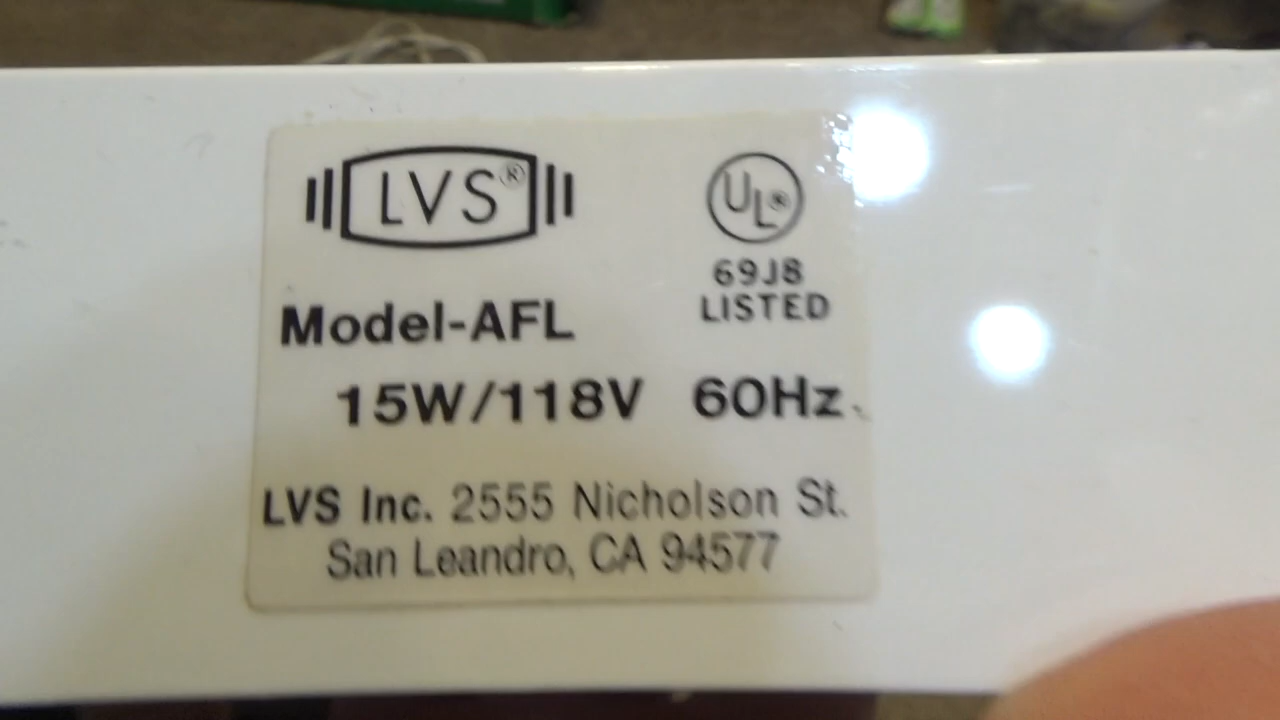 LVS®
UL®
69J8
LISTED
Model-AFL
15W/118V 60Hz
LVS Inc. 2555 Nicholson St.
San Leandro, CA 94577